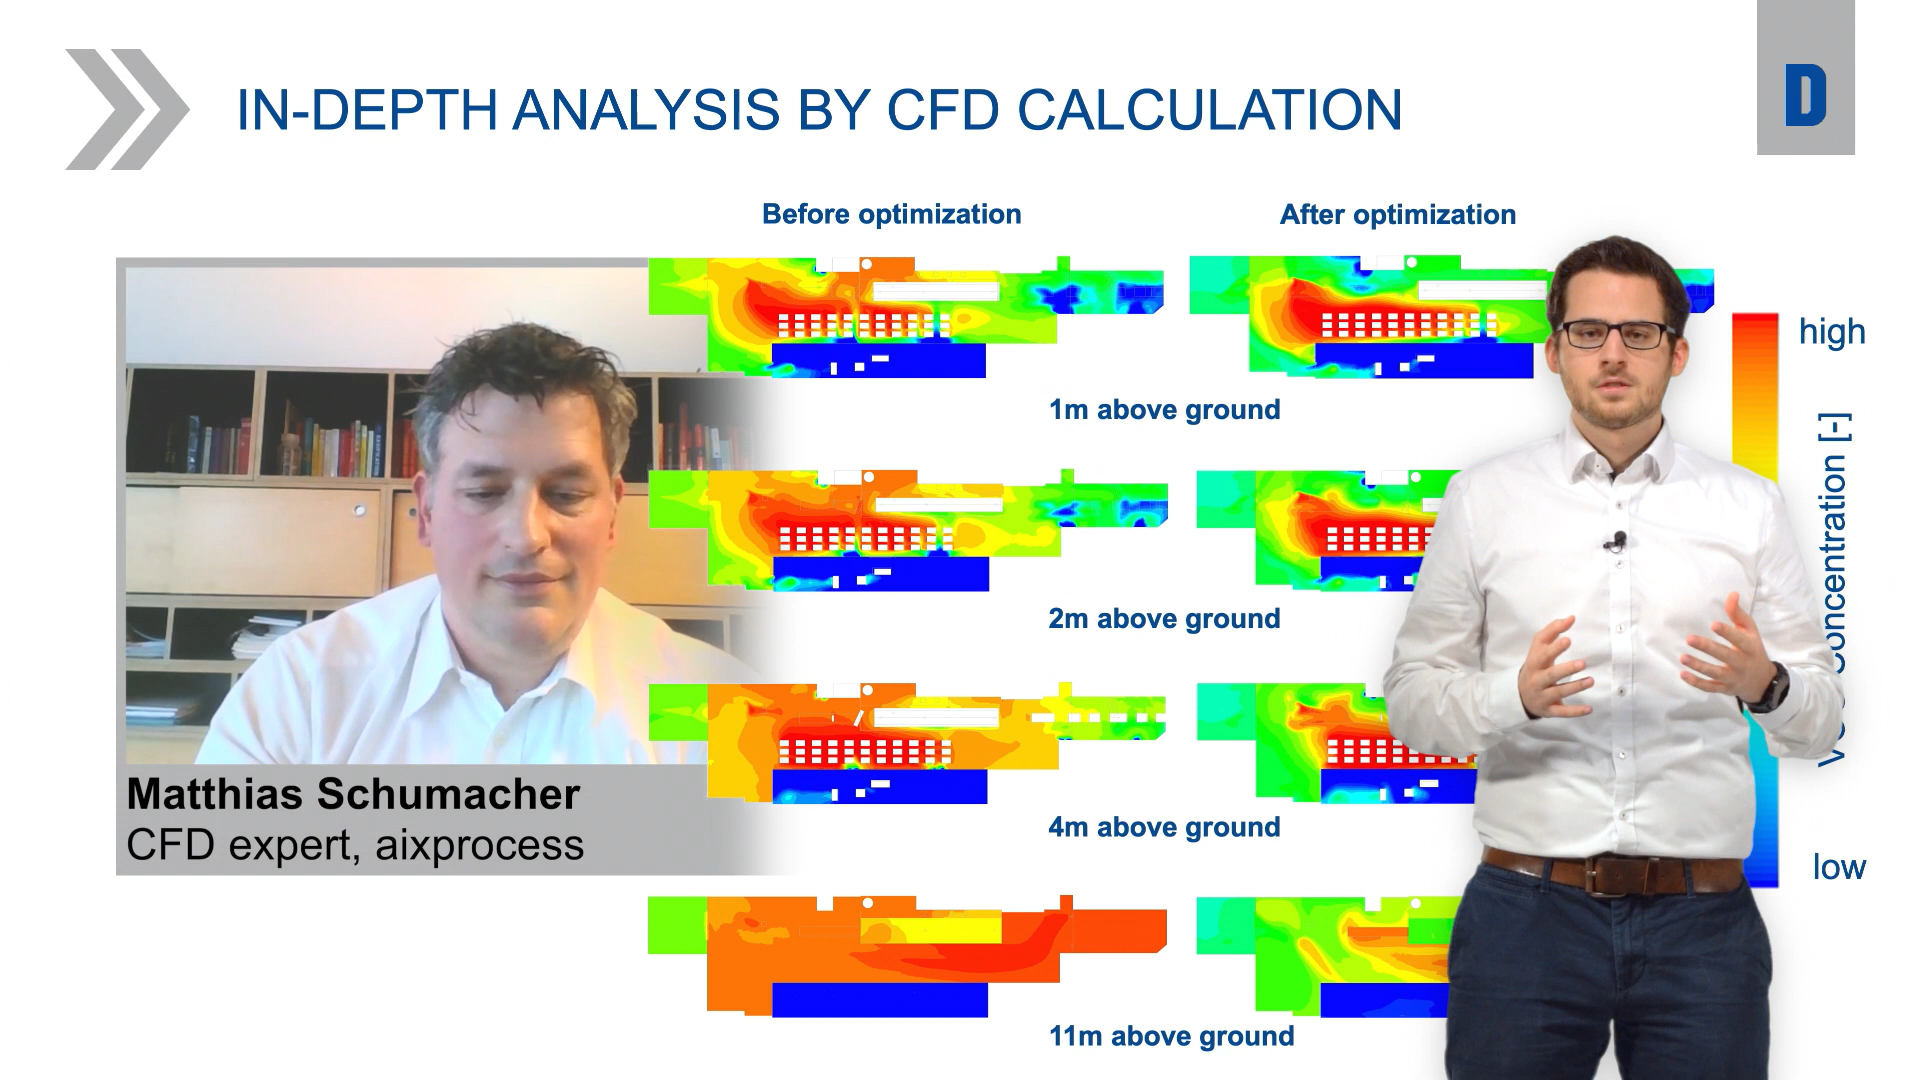 IN-DEPTH ANALYSIS BY CFD CALCULATION
D
Before optimization
After optimization
1m above ground
2m above ground
4m above ground
11m above ground
high
oncentration [-]
low
Matthias Schumacher
CFD expert, aixprocess